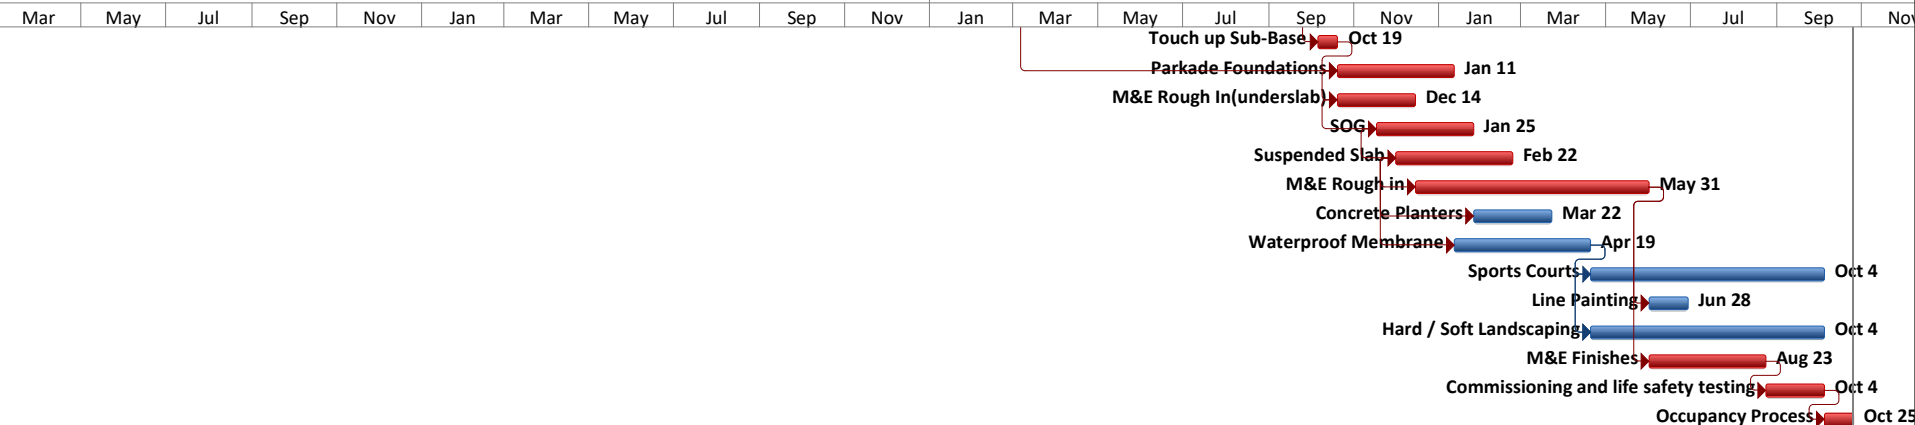 Mar May Jul Sep Nov Jan Mar May Jul Sep Nov Jan Mar May Jul Sep Nov Jan Mar May Jul Sep Nov
Touch up Sub-Base Oct 19
Parkade Foundations Jan 11
M&E Rough In(underslab) Dec 14
SOG Jan 25
Suspended Slab Feb 22
M&E Rough in May 31
Concrete Planters Mar 22
Waterproof Membrane Apr 19
Sports Courts Oct 4
Line Painting Jun 28
Hard / Soft Landscaping Oct 4
M&E Finishes Aug 23
Commissioning and life safety testing Oct 4
Occupancy Process Oct 25